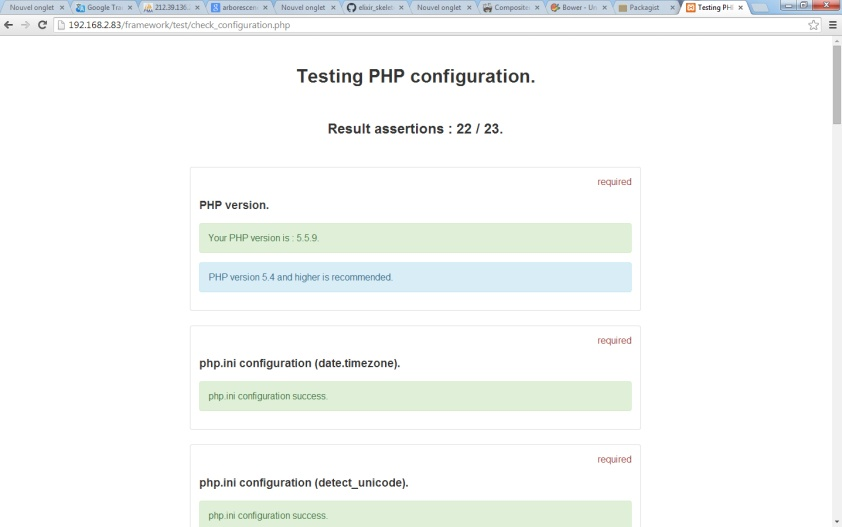 Nouvel onglet
Google Tra
212.39.130.
arborescen
Nouvel onglet
elixir_skelet
Nouvel onglet
Composite
Bower - Un
Packagist
Testing PH
192.168.2.83/framework/test/check_configuration.php
Testing PHP configuration.
Result assertions : 22 / 23.
required
PHP version.
Your PHP version is : 5.5.9.
PHP version 5.4 and higher is recommended.
required
php.ini configuration (date.timezone).
php.ini configuration success.
required
php.ini configuration (detect_unicode).
php.ini configuration success.